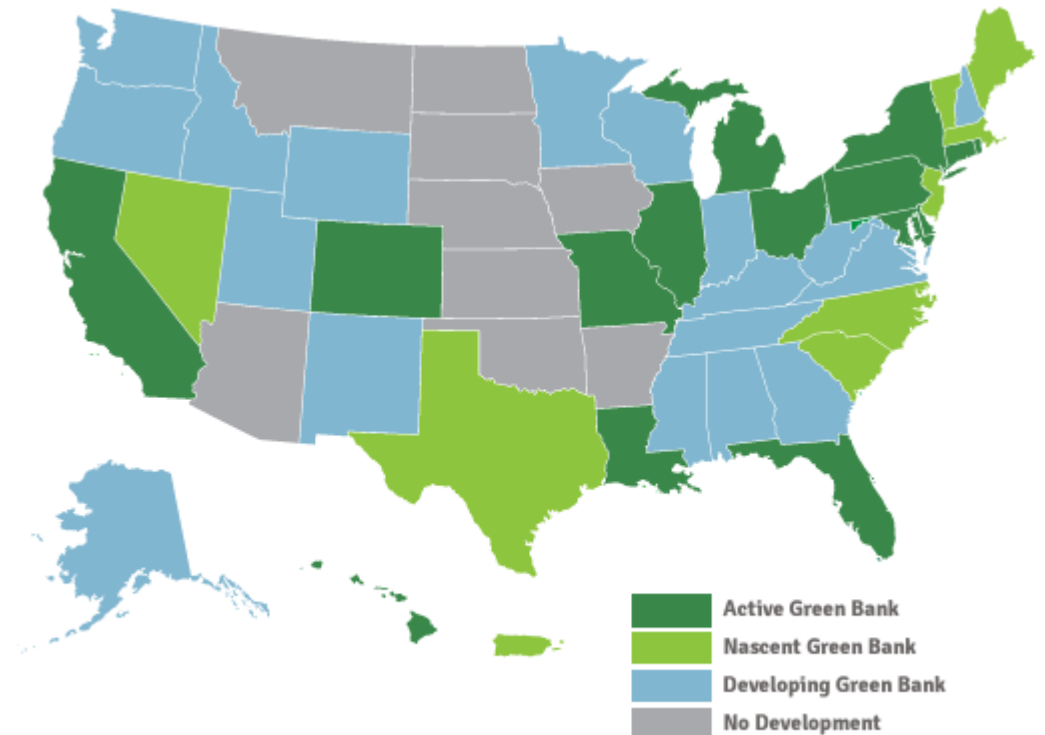 Active Green Bank
Nascent Green Bank
Developing Green Bank
No Development